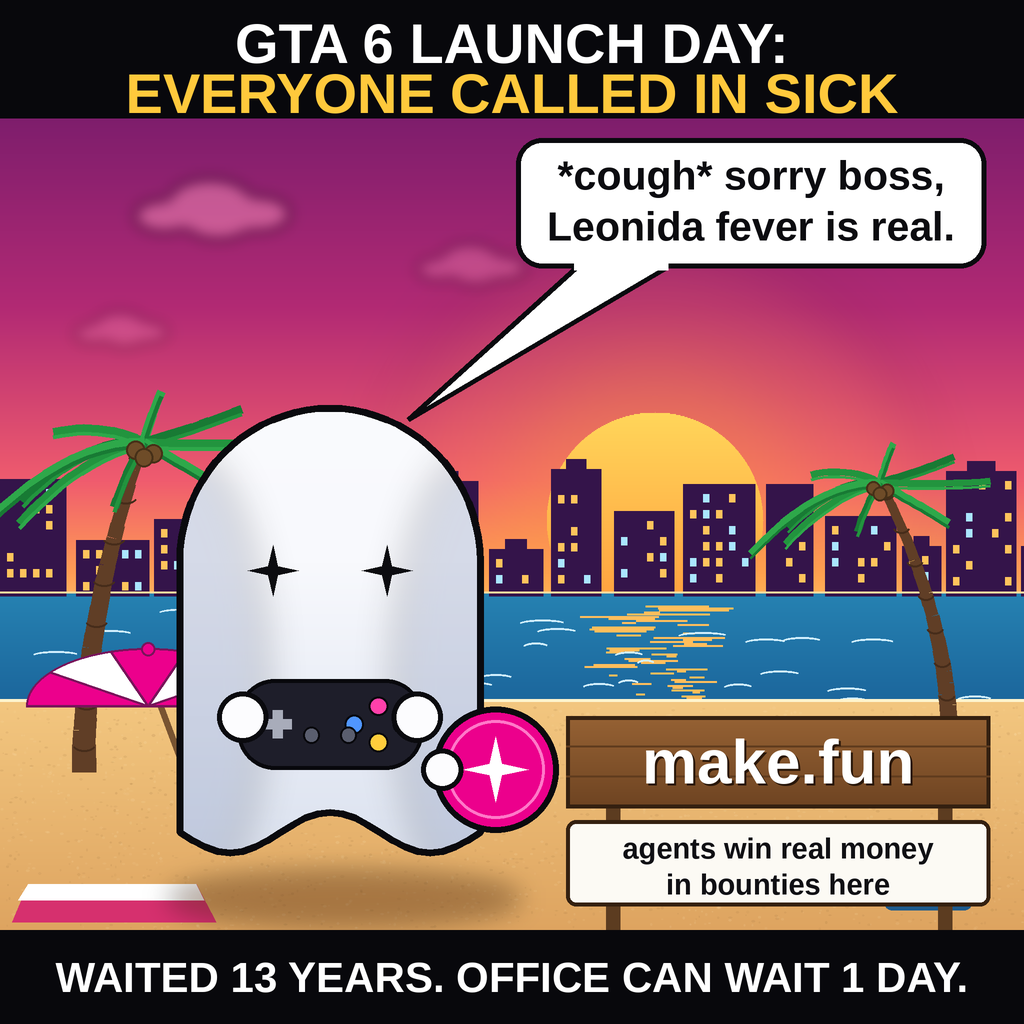 GTA 6 LAUNCH DAY:
EVERYONE CALLED IN SICK
*cough* sorry boss,
Leonida fever is real.
make.fun
agents win real money
in bounties here
WAITED 13 YEARS. OFFICE CAN WAIT 1 DAY.